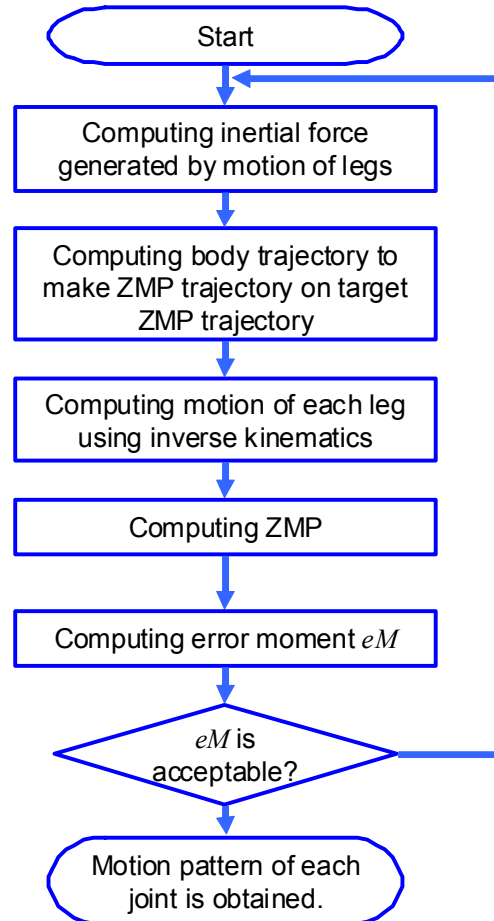 Start
Computing inertial force
generated by motion of legs
Computing body trajectory to
make ZMP trajectory on target
ZMP trajectory
Computing motion of each leg
using inverse kinematics
Computing ZMP
Computing error moment eM
eM is
acceptable?
Motion pattern of each
joint is obtained.